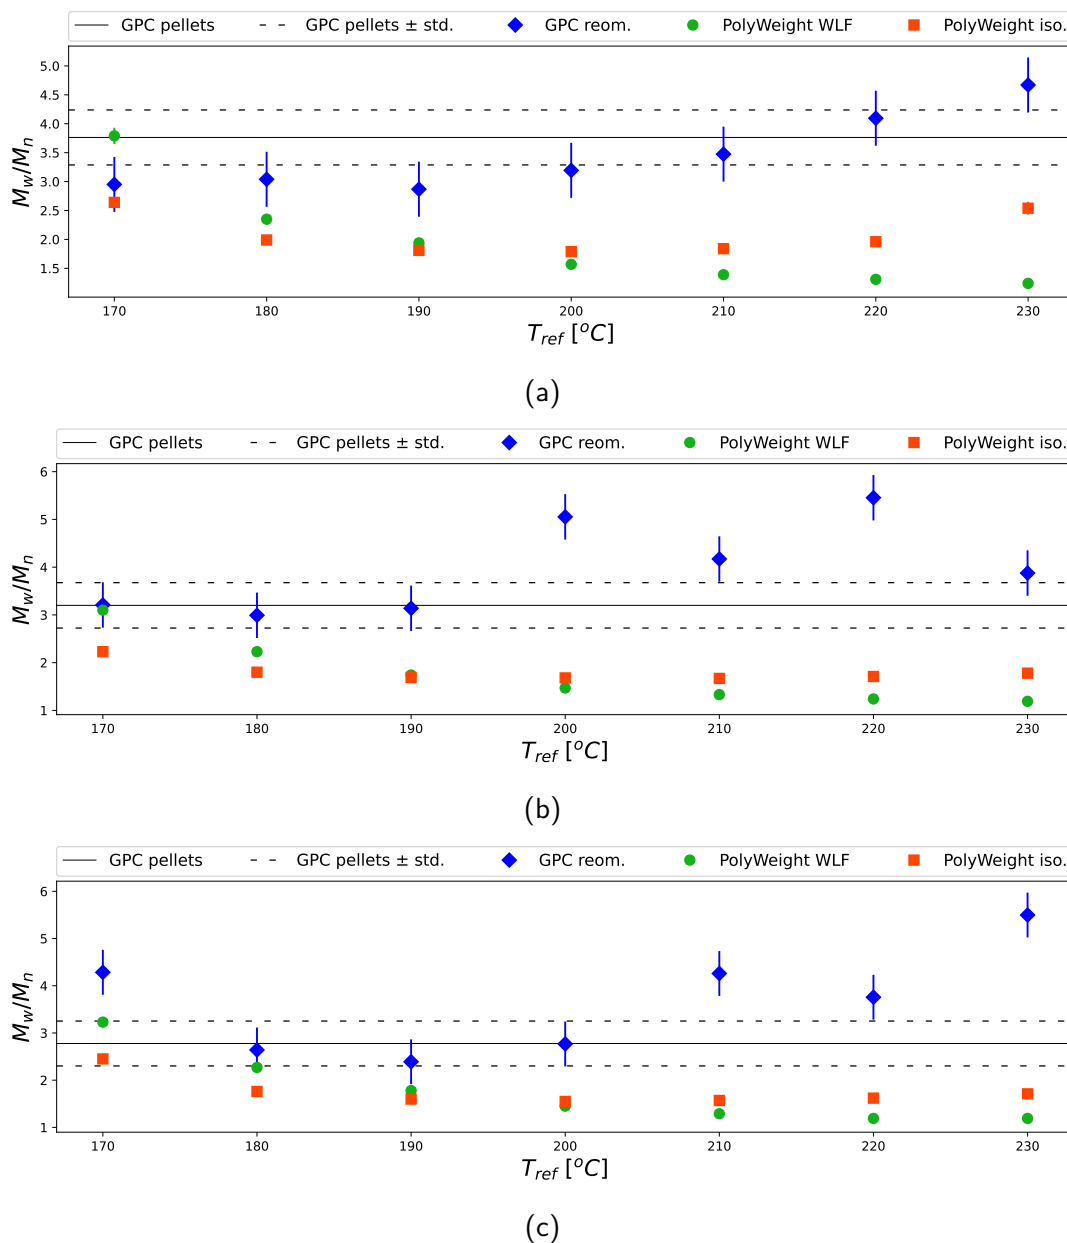 GPC pellets GPC pellets ± std. GPC reom. PolyWeight WLF PolyWeight iso.
M_w/M_n
5.0
4.5
4.0
3.5
3.0
2.5
2.0
1.5
170 180 190 200 210 220 230
T_ref [°C]
(a)
GPC pellets GPC pellets ± std. GPC reom. PolyWeight WLF PolyWeight iso.
M_w/M_n
6
5
4
3
2
1
170 180 190 200 210 220 230
T_ref [°C]
(b)
GPC pellets GPC pellets ± std. GPC reom. PolyWeight WLF PolyWeight iso.
M_w/M_n
6
5
4
3
2
1
170 180 190 200 210 220 230
T_ref [°C]
(c)